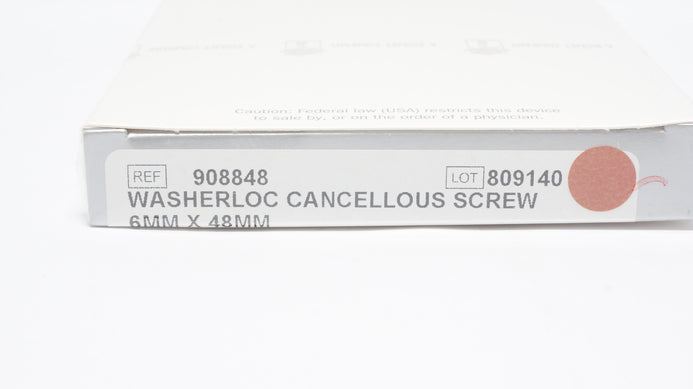 Caution: Federal law (USA) restricts this device
to sale by, or on the order of a physician.
REF 908848 LOT 809140
WASHERLOC CANCELLOUS SCREW
6MM X 48MM